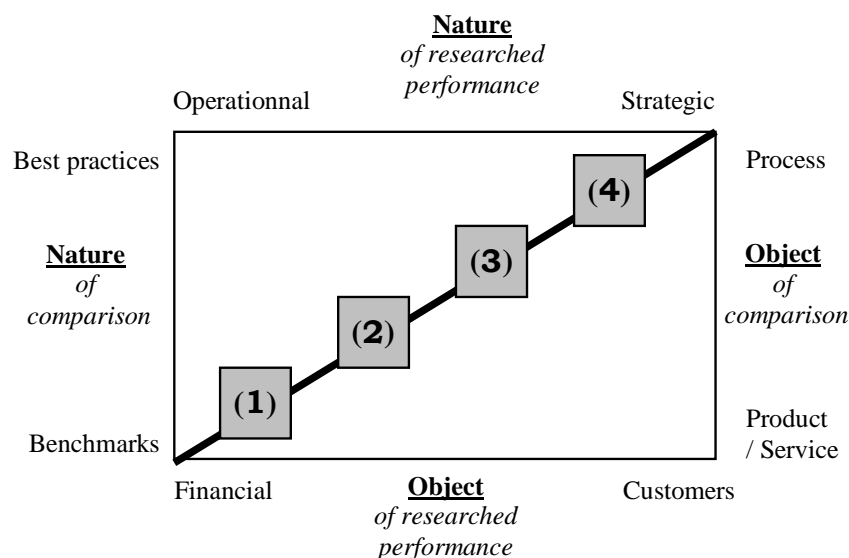 Nature
of researched
performance
Operationnal
Strategic
Best practices
Process
(4)
Nature
of
comparison
(3)
Object
of
comparison
(2)
(1)
Benchmarks
Product
/ Service
Financial
Object
of researched
performance
Customers